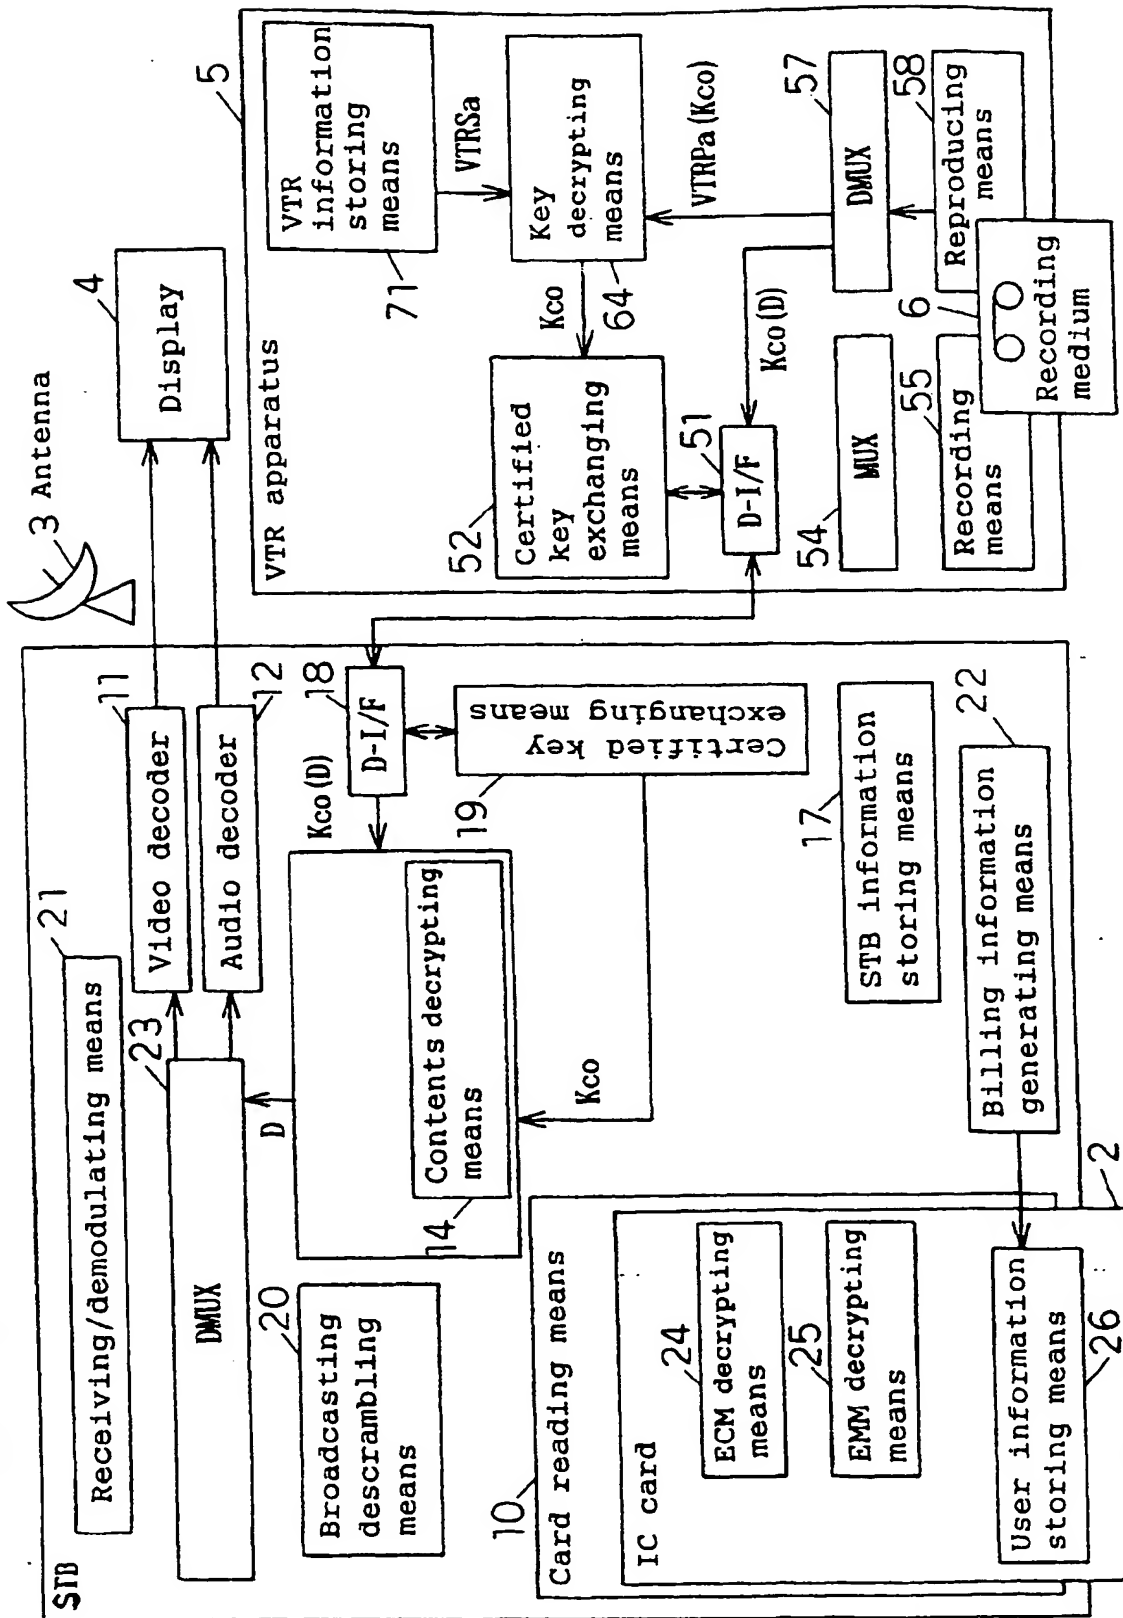 STB
21
Receiving/demodulating means
23
DMUX
11
Video decoder
12
Audio decoder
3 Antenna
4
Display
20
Broadcasting
descrambling
means
D
14
Contents decrypting
means
Kco(D)
18
D-I/F
19
Certified key
exchanging means
Kco
10
Card reading means
IC card
2
24
ECM decrypting
means
25
EMM decrypting
means
User information
storing means
26
17
STB information
storing means
22
Billing information
generating means
5
VTR apparatus
VTR
information
storing
means
71
VTRSa
Key
decrypting
means
64
Kco
52
Certified
key
exchanging
means
51
D-I/F
VTRPa(Kco)
Kco(D)
57
DMUX
58
Reproducing
means
54
MUX
55
Recording
means
6
Recording
medium